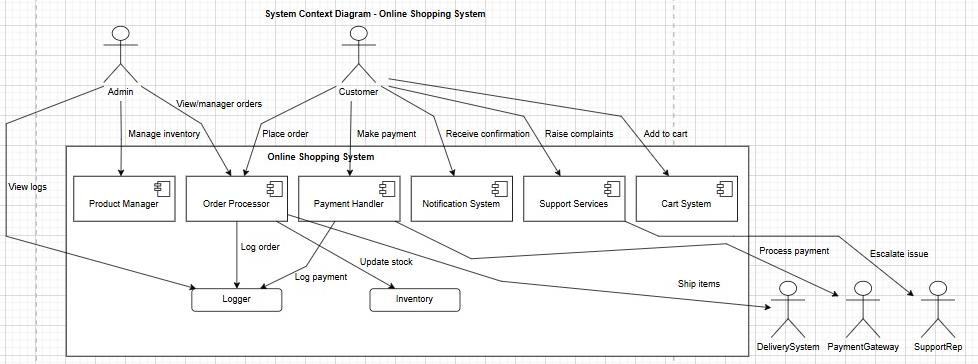 System Context Diagram - Online Shopping System
Admin
Customer
View/manager orders
Manage inventory
Place order
Make payment
Receive confirmation
Raise complaints
Add to cart
Online Shopping System
View logs
Product Manager
Order Processor
Payment Handler
Notification System
Support Services
Cart System
Log order
Update stock
Log payment
Process payment
Escalate issue
Ship items
Logger
Inventory
DeliverySystem
PaymentGateway
SupportRep